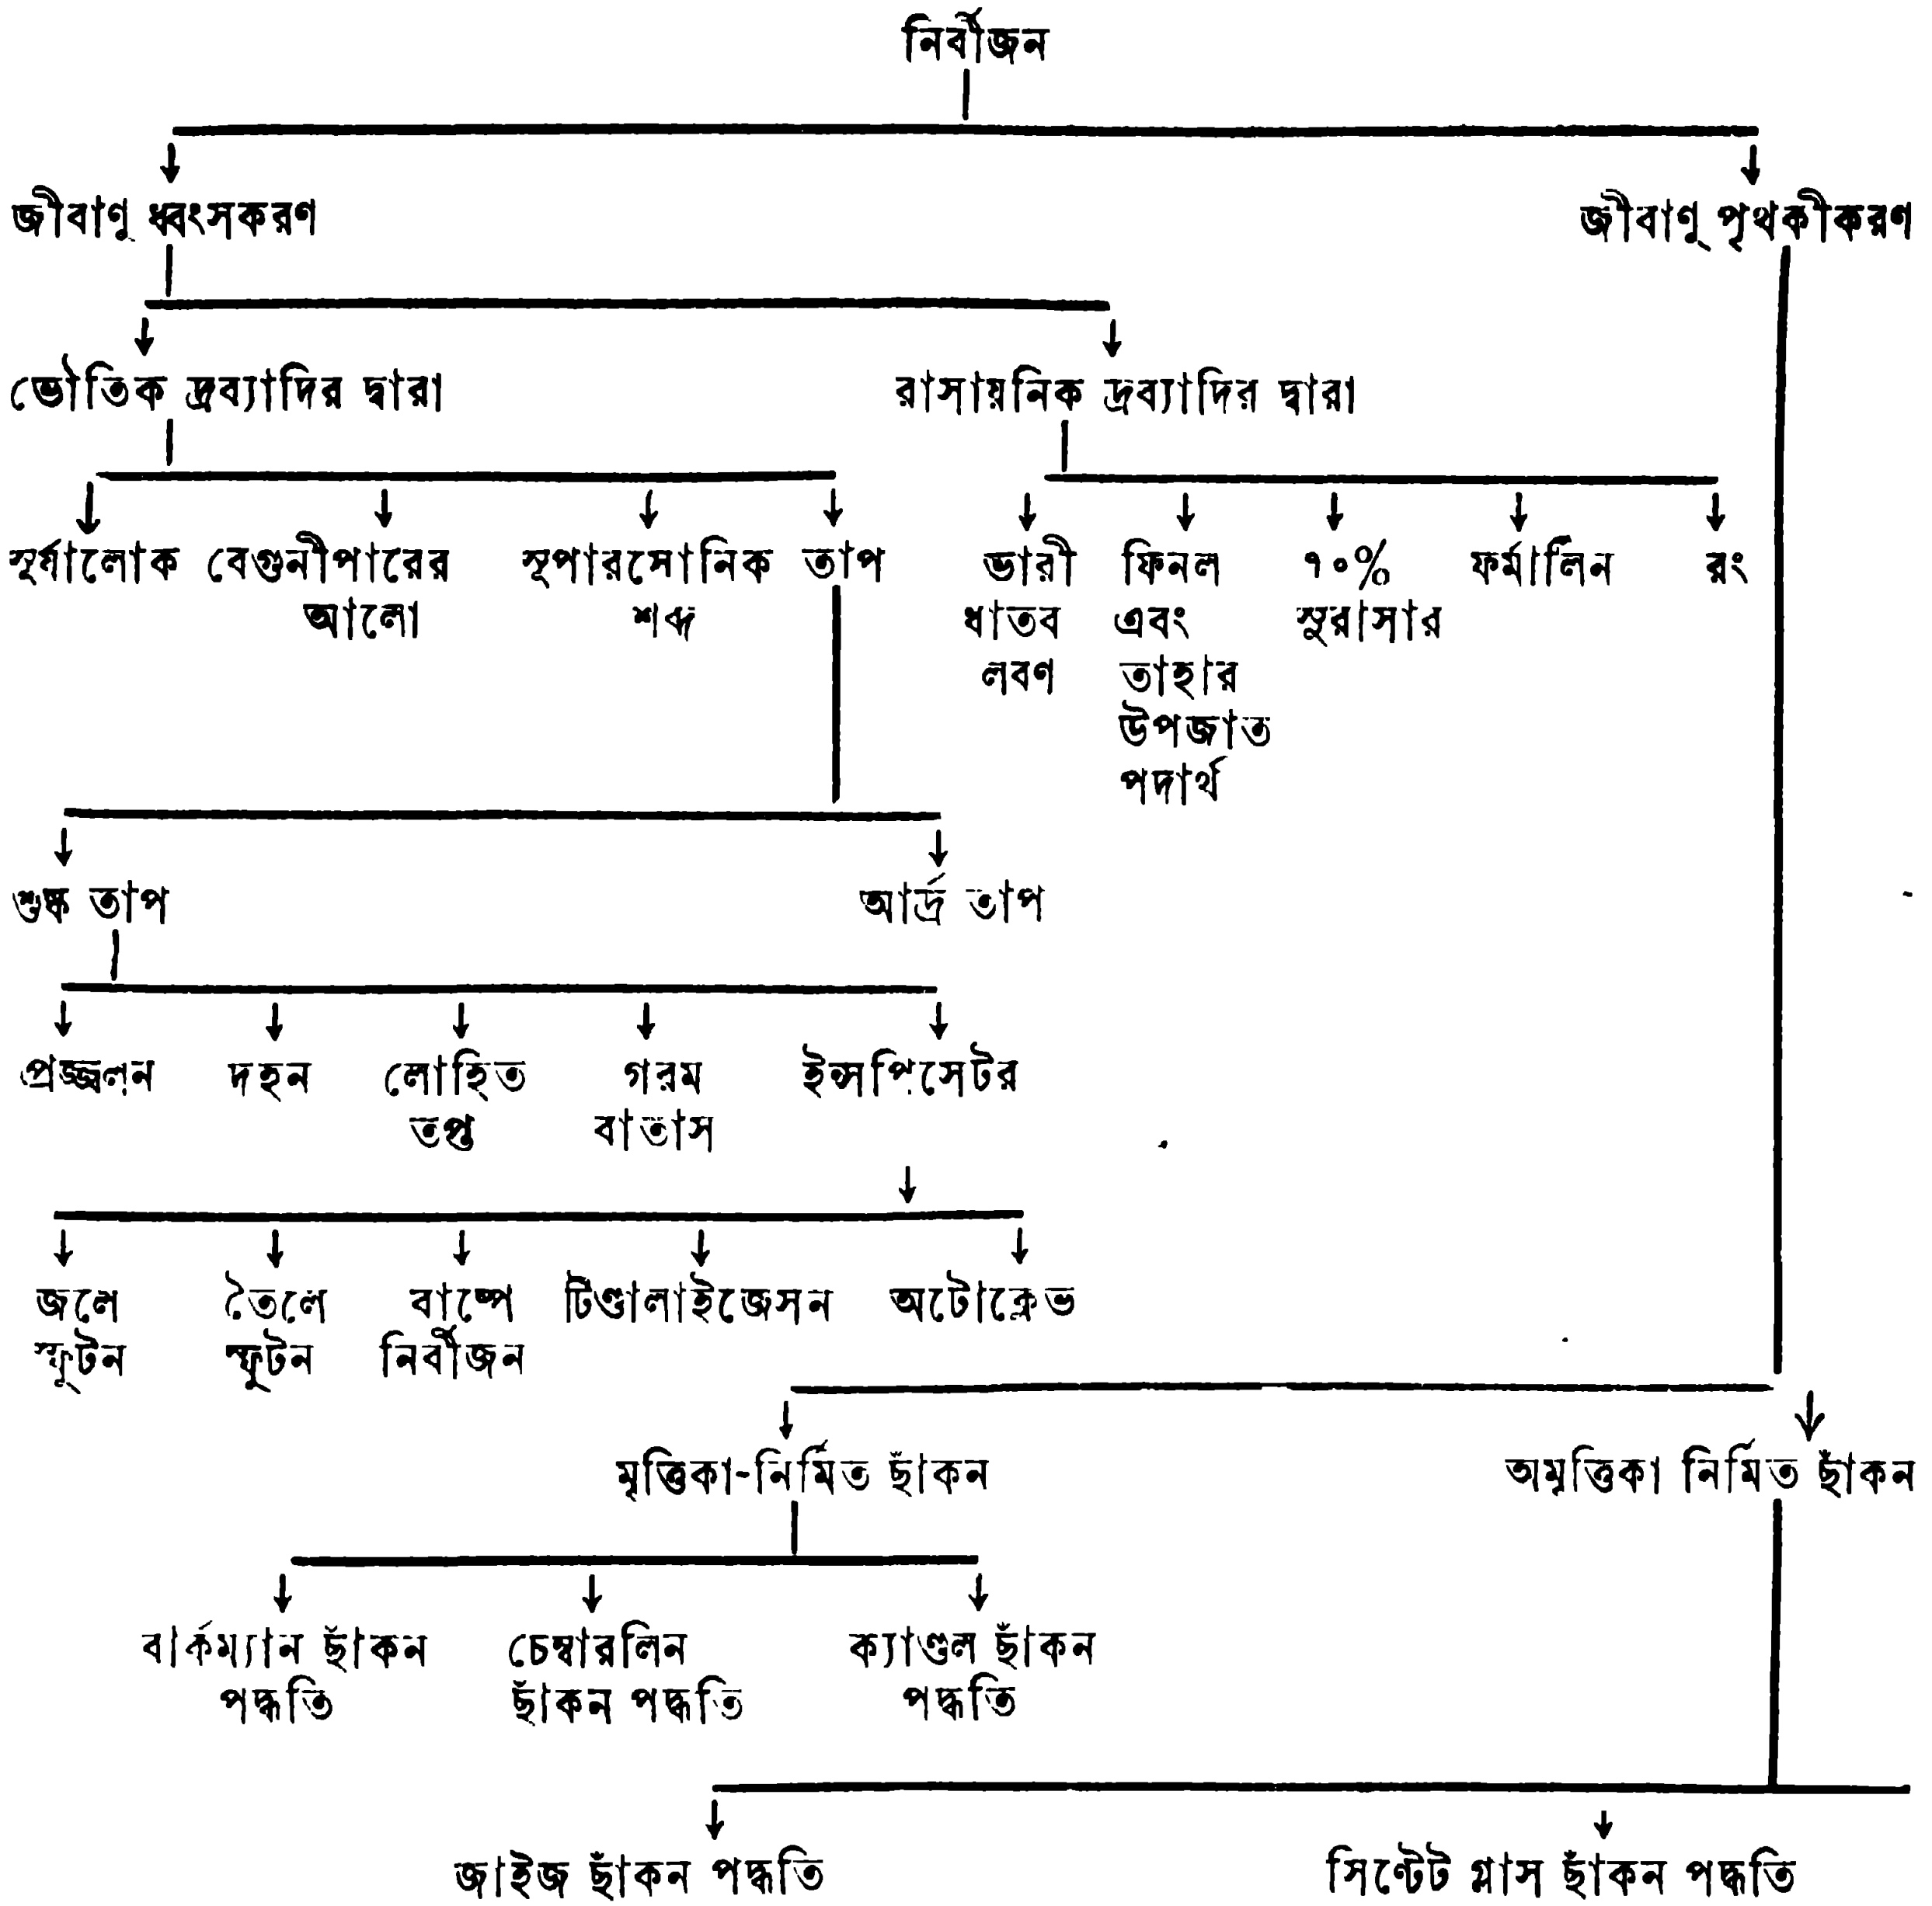 নির্বীজন
জীবাণু ধ্বংসকরণ জীবাণু পৃথকীকরণ
ভৌতিক দ্রব্যাদির দ্বারা রাসায়নিক দ্রব্যাদির দ্বারা
সূর্যালোক বেগুনীপারের সুপারসোনিক তাপ ভারী ফিনল ৭০% ফর্মালিন রং
আলো শব্দ ধাতব এবং সুরাসার
লবণ তাহার
উপজাত
পদার্থ
শুষ্ক তাপ আর্দ্র তাপ
প্রজ্জ্বলন দহন লোহিত গরম ইন্সপিসেটর
তপ্ত বাতাস
জলে তৈলে বাষ্পে টিণ্ডালাইজেসন অটোক্লেভ
স্ফূটন স্ফুটন নির্বীজন
মৃত্তিকা-নির্মিত ছাঁকন অমৃত্তিকা নির্মিত ছাঁকন
বার্কম্যান ছাঁকন চেম্বারলিন ক্যাণ্ডল ছাঁকন
পদ্ধতি ছাঁকন পদ্ধতি পদ্ধতি
জাইজ ছাঁকন পদ্ধতি সিণ্টেট গ্লাস ছাঁকন পদ্ধতি